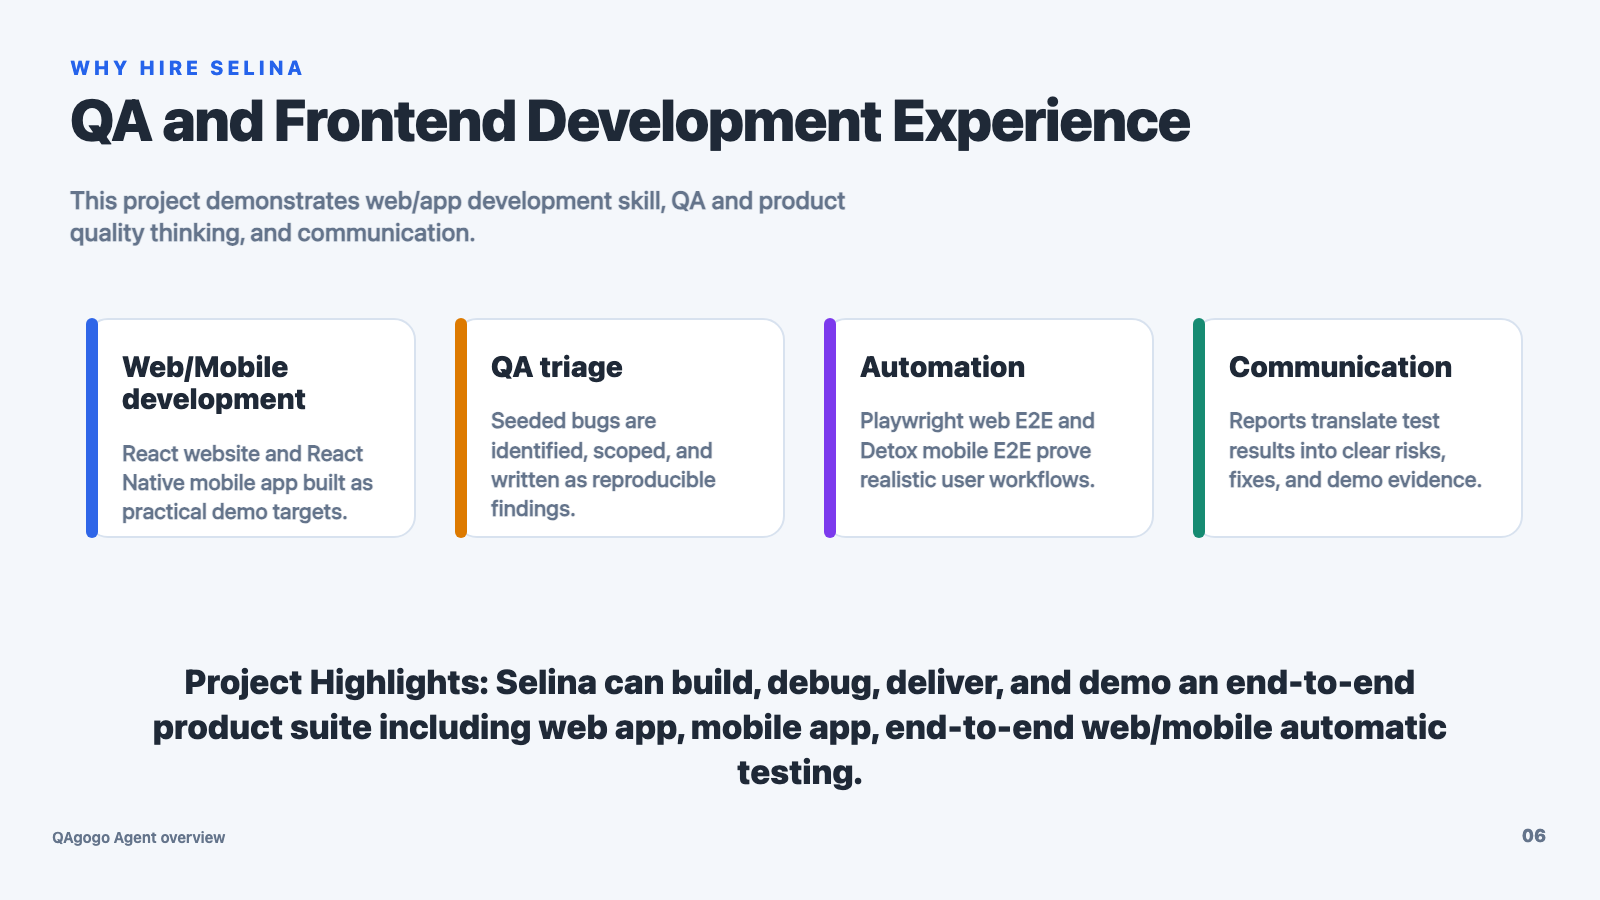 WHY HIRE SELINA
QA and Frontend Development Experience
This project demonstrates web/app development skill, QA and product
quality thinking, and communication.
Web/Mobile
development
React website and React
Native mobile app built as
practical demo targets.
QA triage
Seeded bugs are
identified, scoped, and
written as reproducible
findings.
Automation
Playwright web E2E and
Detox mobile E2E prove
realistic user workflows.
Communication
Reports translate test
results into clear risks,
fixes, and demo evidence.
Project Highlights: Selina can build, debug, deliver, and demo an end-to-end
product suite including web app, mobile app, end-to-end web/mobile automatic
testing.
QAgogo Agent overview
06